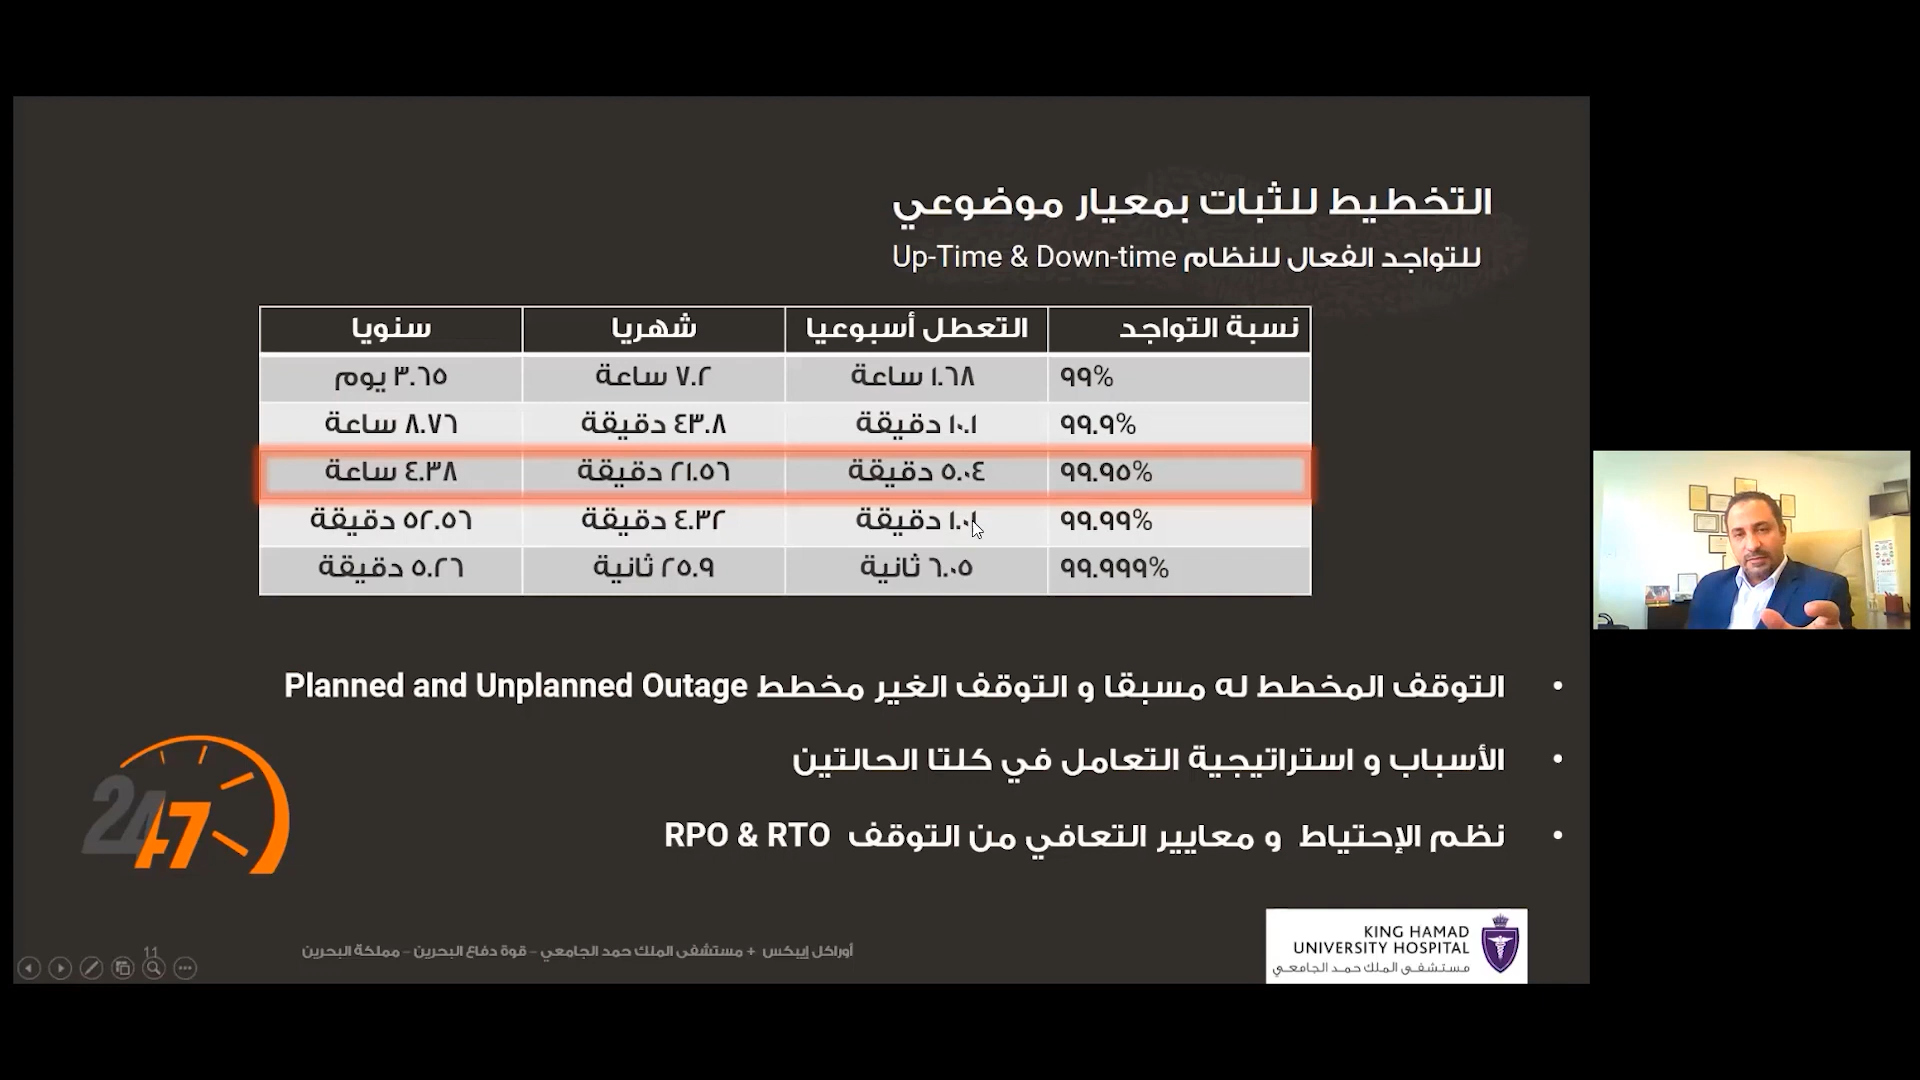 التخطيط للثبات بمعيار موضوعي
للتواجد الفعال للنظام Up-Time & Down-time
نسبة التواجد التعطل أسبوعيا شهريا سنويا
٩٩% ١.٦٨ ساعة ٧.٢ ساعة ٣.٦٥ يوم
٩٩.٩% ١٠.١ دقيقة ٤٣.٨ دقيقة ٨.٧٦ ساعة
٩٩.٩٥% ٥.٠٤ دقيقة ٢١.٥٦ دقيقة ٤.٣٨ ساعة
٩٩.٩٩% ١.٠١ دقيقة ٤.٣٢ دقيقة ٥٢.٥٦ دقيقة
٩٩.٩٩٩% ٦.٠٥ ثانية ٢٥.٩ ثانية ٥.٢٦ دقيقة
• التوقف المخطط له مسبقا و التوقف الغير مخطط Planned and Unplanned Outage
• الأسباب و استراتيجية التعامل في كلتا الحالتين
• نظم الإحتياط و معايير التعافي من التوقف RPO & RTO
24/7
أوراكل إيبكس + مستشفى الملك حمد الجامعي – قوة دفاع البحرين – مملكة البحرين
11
KING HAMAD
UNIVERSITY HOSPITAL
مستشفى الملك حمد الجامعي